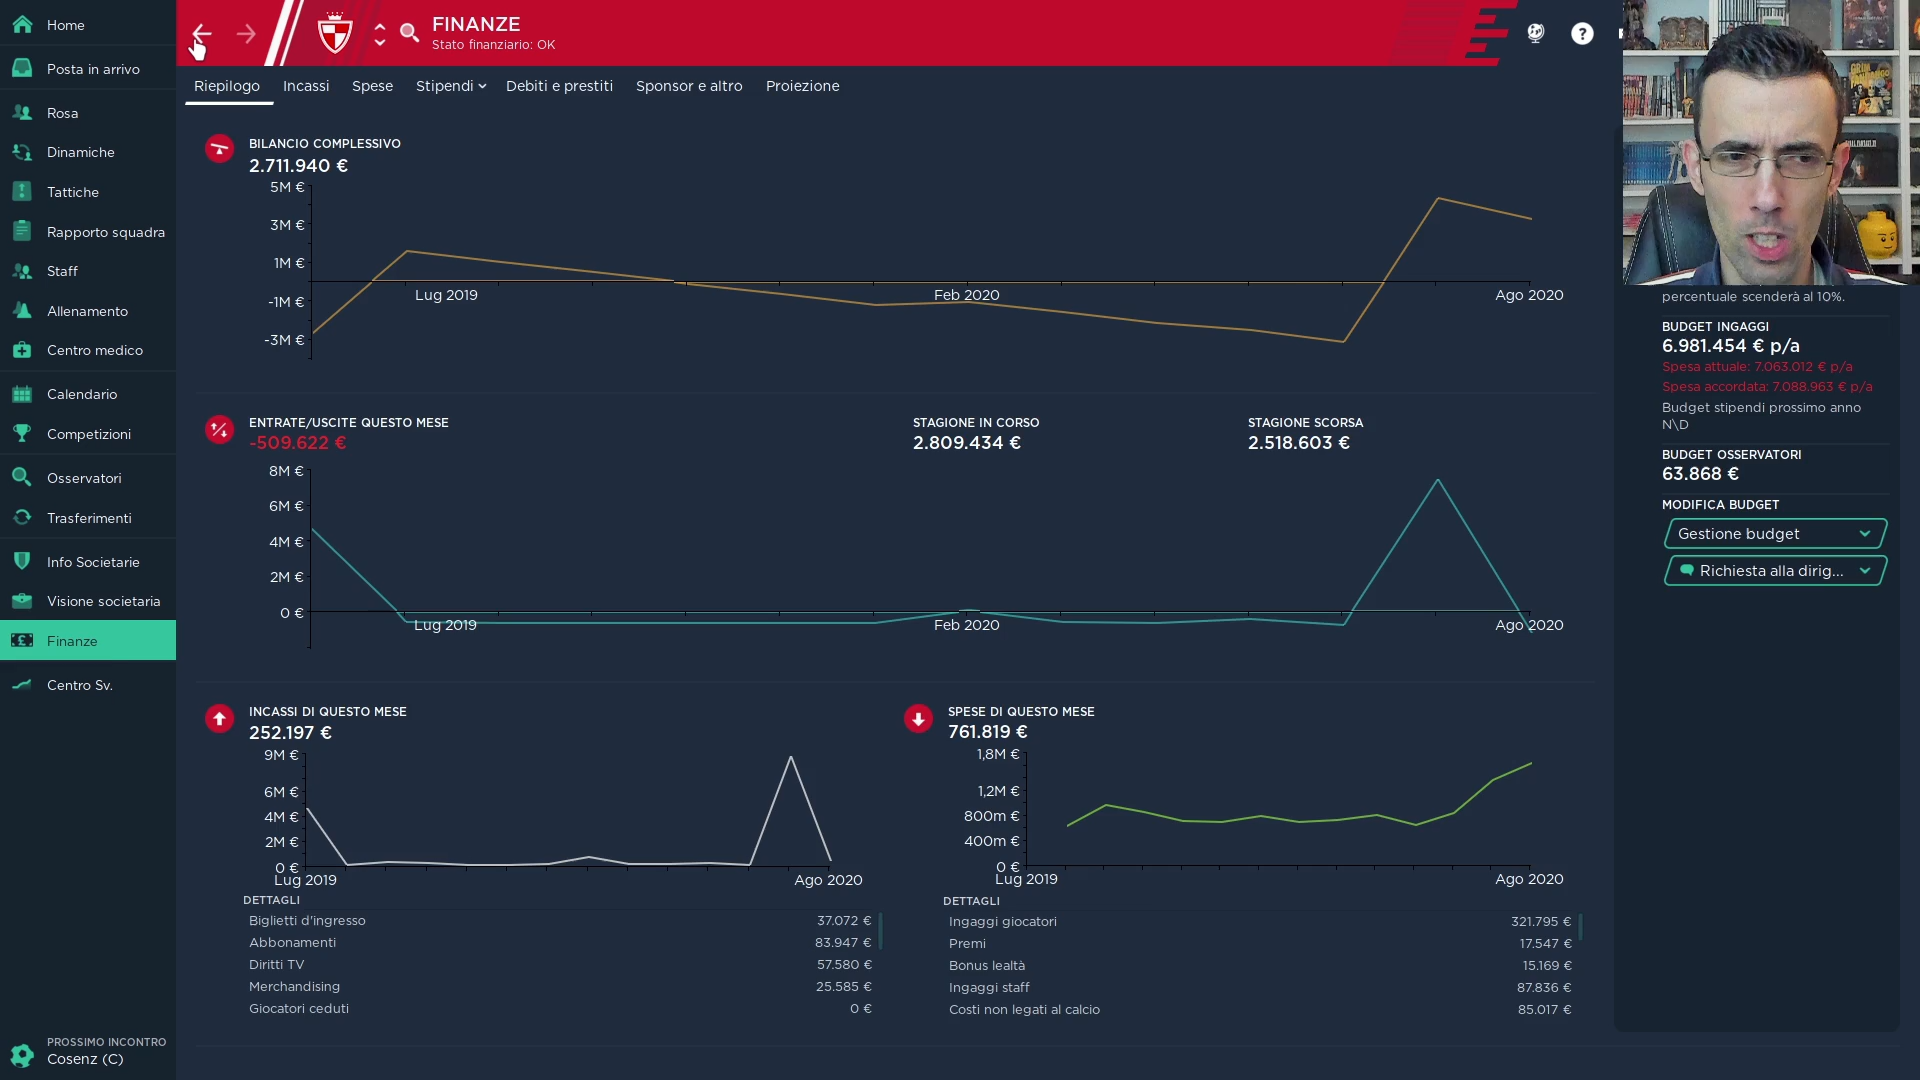 Home
Posta in arrivo
Rosa
Dinamiche
Tattiche
Rapporto squadra
Staff
Allenamento
Centro medico
Calendario
Competizioni
Osservatori
Trasferimenti
Info Societarie
Visione societaria
Finanze
Centro Sv.
PROSSIMO INCONTRO
Cosenz (C)
FINANZE
Stato finanziario: OK
?
Riepilogo Incassi Spese Stipendi Debiti e prestiti Sponsor e altro Proiezione
BILANCIO COMPLESSIVO
2.711.940 €
5M €
3M €
1M €
-1M €
-3M €
Lug 2019 Feb 2020 Ago 2020
ENTRATE/USCITE QUESTO MESE
-509.622 €
STAGIONE IN CORSO
2.809.434 €
STAGIONE SCORSA
2.518.603 €
8M €
6M €
4M €
2M €
0 €
Lug 2019 Feb 2020 Ago 2020
INCASSI DI QUESTO MESE
252.197 €
9M €
6M €
4M €
2M €
0 €
Lug 2019 Ago 2020
DETTAGLI
Biglietti d'ingresso 37.072 €
Abbonamenti 83.947 €
Diritti TV 57.580 €
Merchandising 25.585 €
Giocatori ceduti 0 €
SPESE DI QUESTO MESE
761.819 €
1,8M €
1,2M €
800m €
400m €
0 €
Lug 2019 Ago 2020
DETTAGLI
Ingaggi giocatori 321.795 €
Premi 17.547 €
Bonus lealtà 15.169 €
Ingaggi staff 87.836 €
Costi non legati al calcio 85.017 €
GRIM
FANDANGO
percentuale scenderà al 10%.
BUDGET INGAGGI
6.981.454 € p/a
Spesa attuale: 7.063.012 € p/a
Spesa accordata: 7.088.963 € p/a
Budget stipendi prossimo anno
N\D
BUDGET OSSERVATORI
63.868 €
MODIFICA BUDGET
Gestione budget
Richiesta alla dirig...